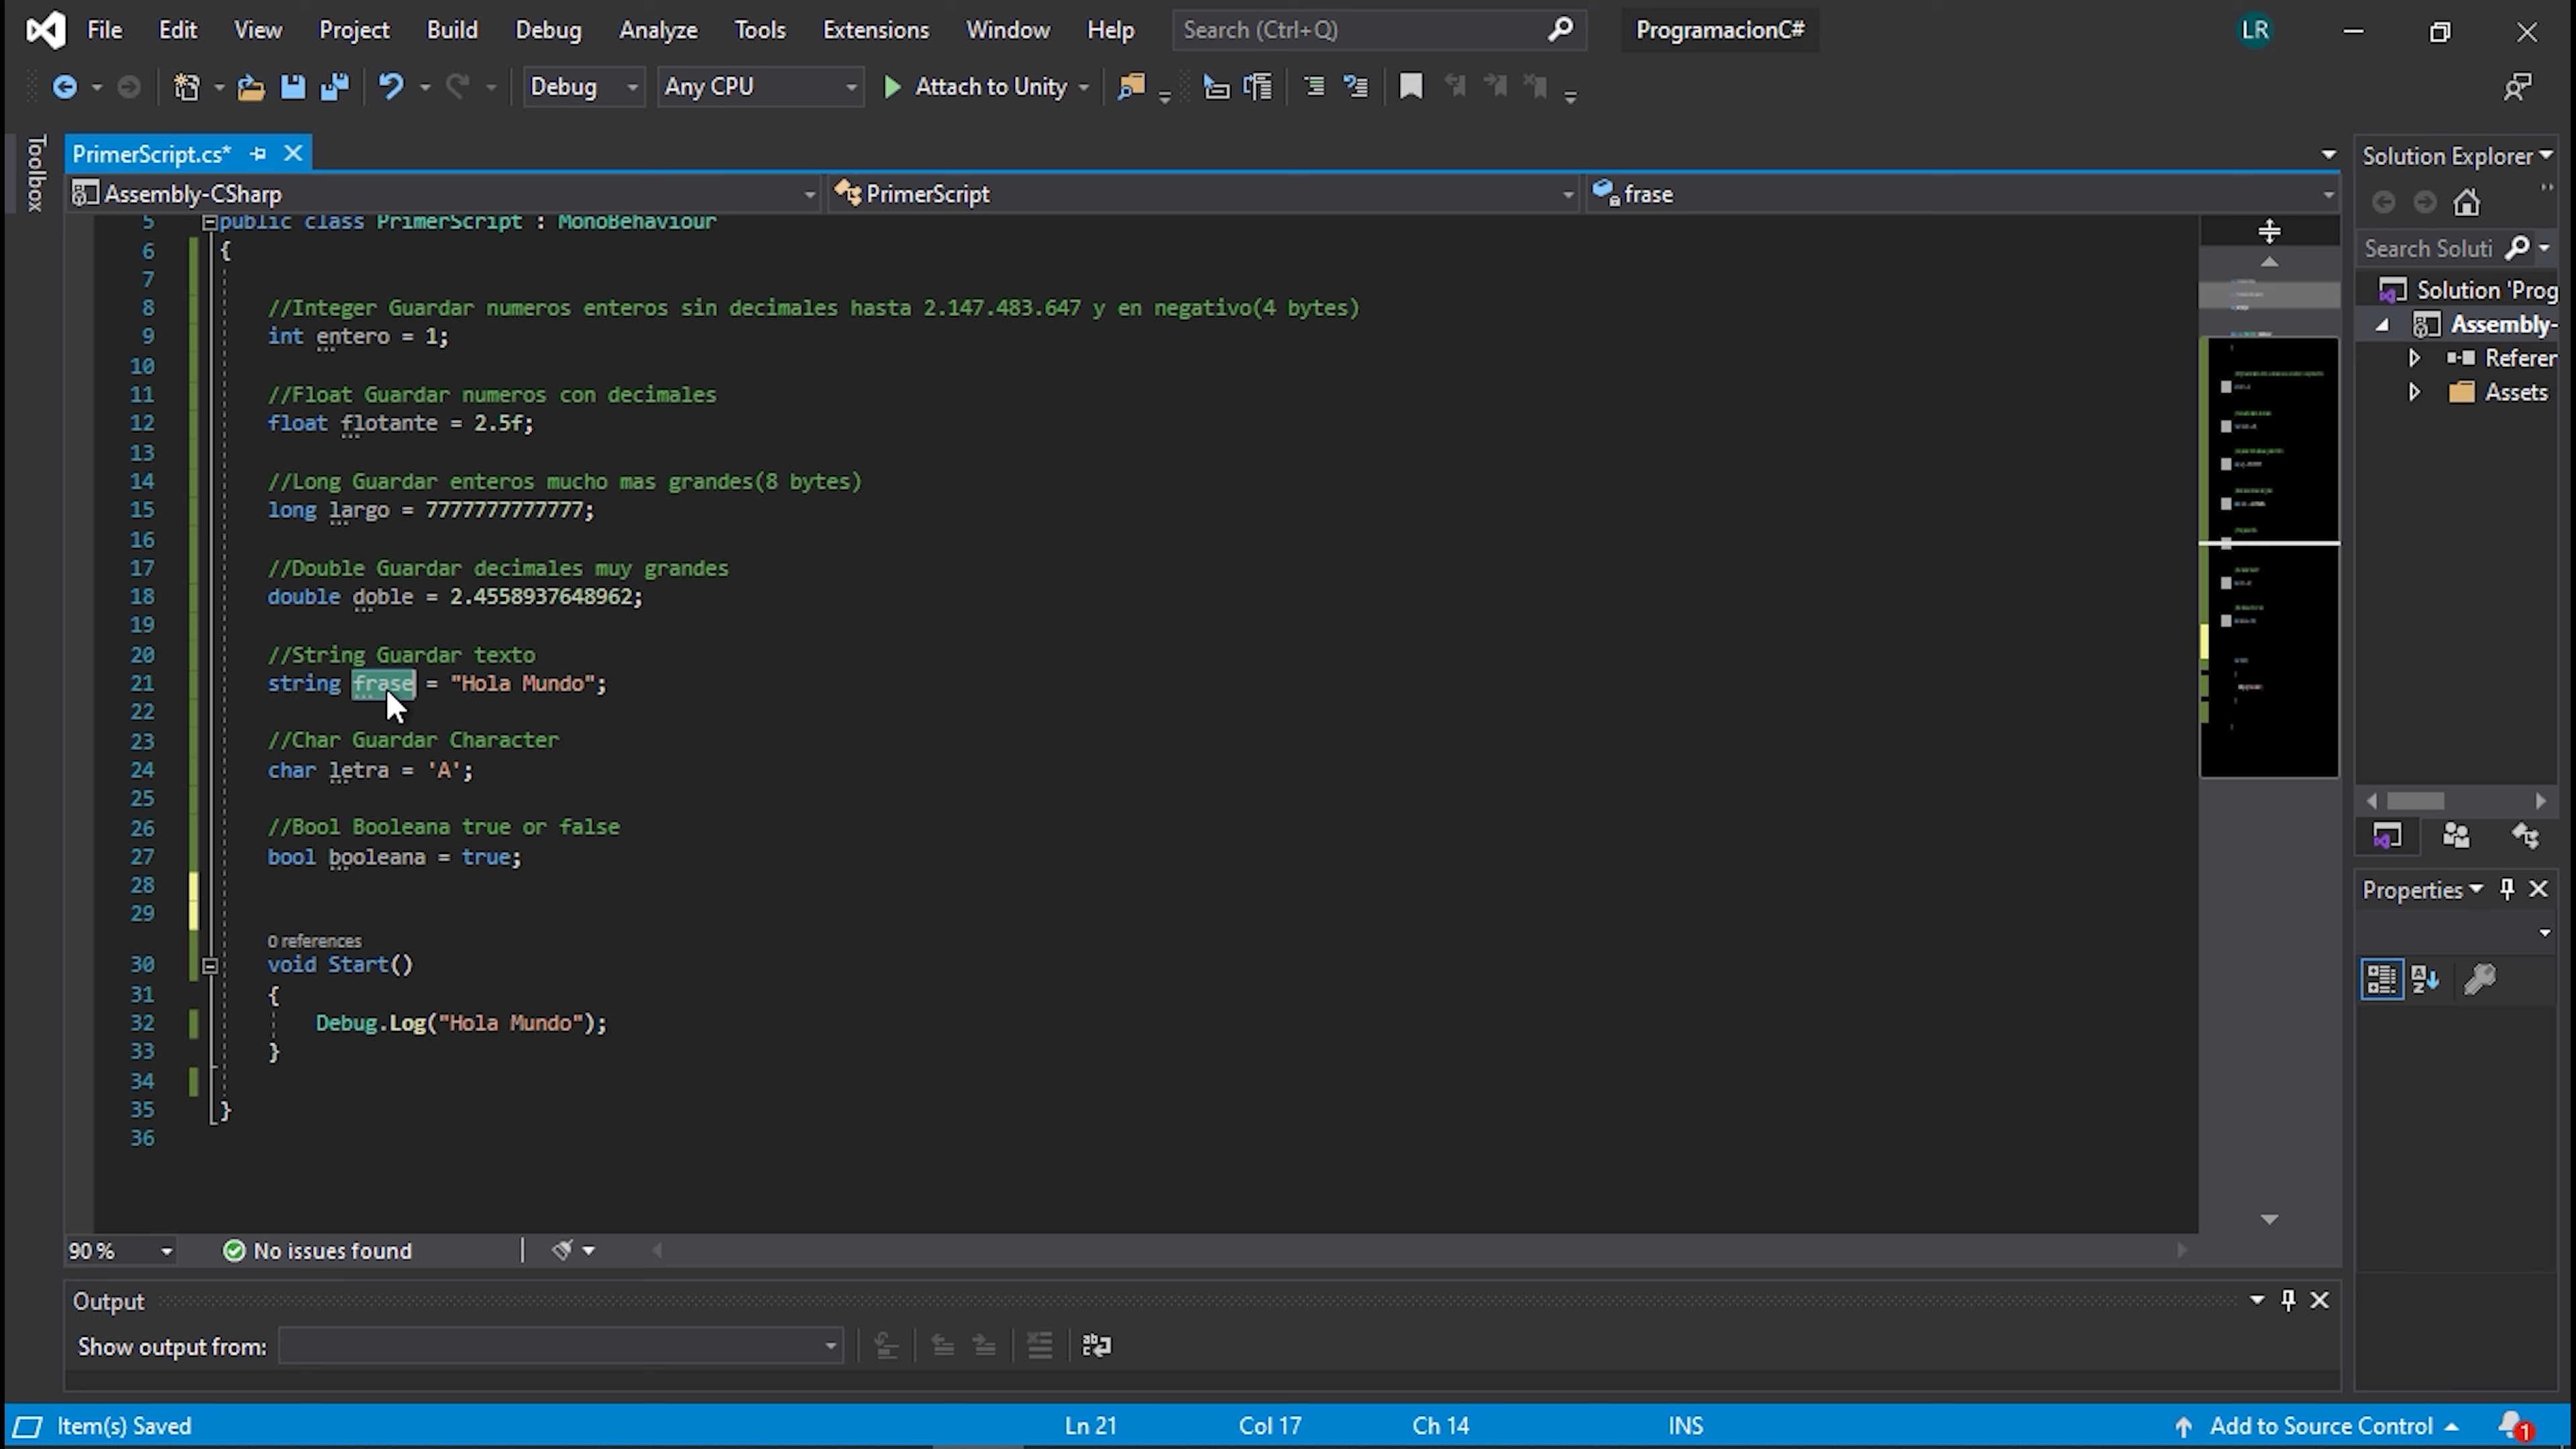 File Edit View Project Build Debug Analyze Tools Extensions Window Help Search (Ctrl+Q) ProgramacionC# LR
Debug Any CPU Attach to Unity
Toolbox
PrimerScript.cs*
Assembly-CSharp PrimerScript frase
5 public class PrimerScript : MonoBehaviour
6 {
7
8 //Integer Guardar numeros enteros sin decimales hasta 2.147.483.647 y en negativo(4 bytes)
9 int entero = 1;
10
11 //Float Guardar numeros con decimales
12 float flotante = 2.5f;
13
14 //Long Guardar enteros mucho mas grandes(8 bytes)
15 long largo = 7777777777777;
16
17 //Double Guardar decimales muy grandes
18 double doble = 2.4558937648962;
19
20 //String Guardar texto
21 string frase = "Hola Mundo";
22
23 //Char Guardar Character
24 char letra = 'A';
25
26 //Bool Booleana true or false
27 bool booleana = true;
28
29
0 references
30 void Start()
31 {
32 Debug.Log("Hola Mundo");
33 }
34
35 }
36
90 % No issues found
Output
Show output from:
Solution Explorer
Search Soluti
Solution 'Prog
Assembly-
Referer
Assets
Properties
Item(s) Saved Ln 21 Col 17 Ch 14 INS Add to Source Control 1